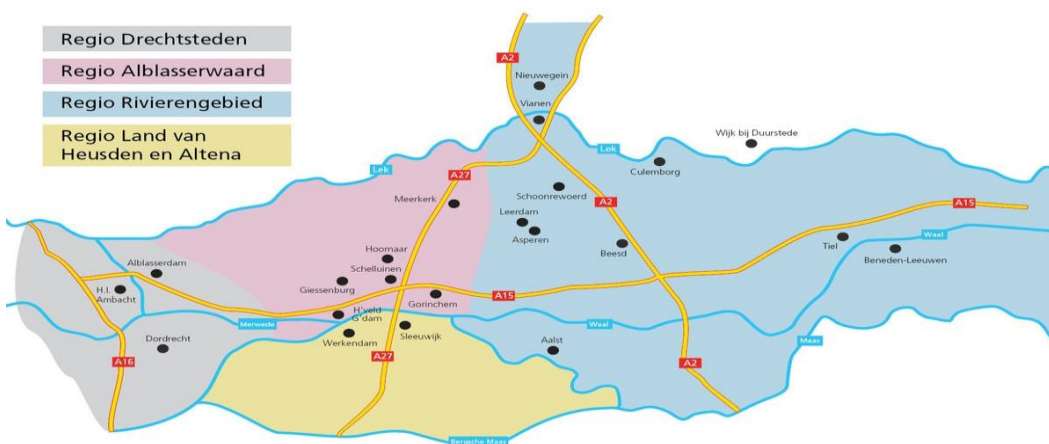 Regio Drechtsteden
Regio Alblasserwaard
Regio Rivierengebied
Regio Land van
Heusden en Altena
A2
Nieuwegein
Vianen
Wijk bij Duurstede
Lek
Lek
Culemborg
A27
Meerkerk
Schoonrewoerd
A2
A15
Leerdam
Asperen
Waal
Beesd
Tiel
Beneden-Leeuwen
Hoornaar
Schelluinen
Alblasserdam
Giessenburg
H.I.
Ambacht
Gorinchem
A15
H'veld
G'dam
Merwede
Waal
Sleeuwijk
Werkendam
Dordrecht
Aalst
Maas
A16
A27
A2
Bergsche Maas